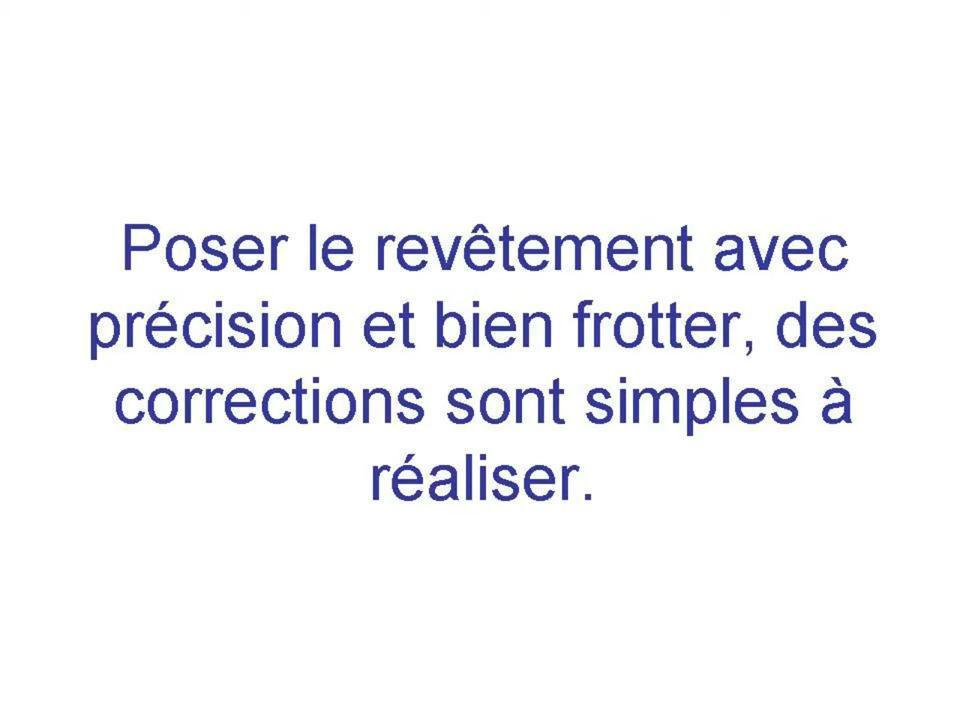 Poser le revêtement avec
précision et bien frotter, des
corrections sont simples à
réaliser.